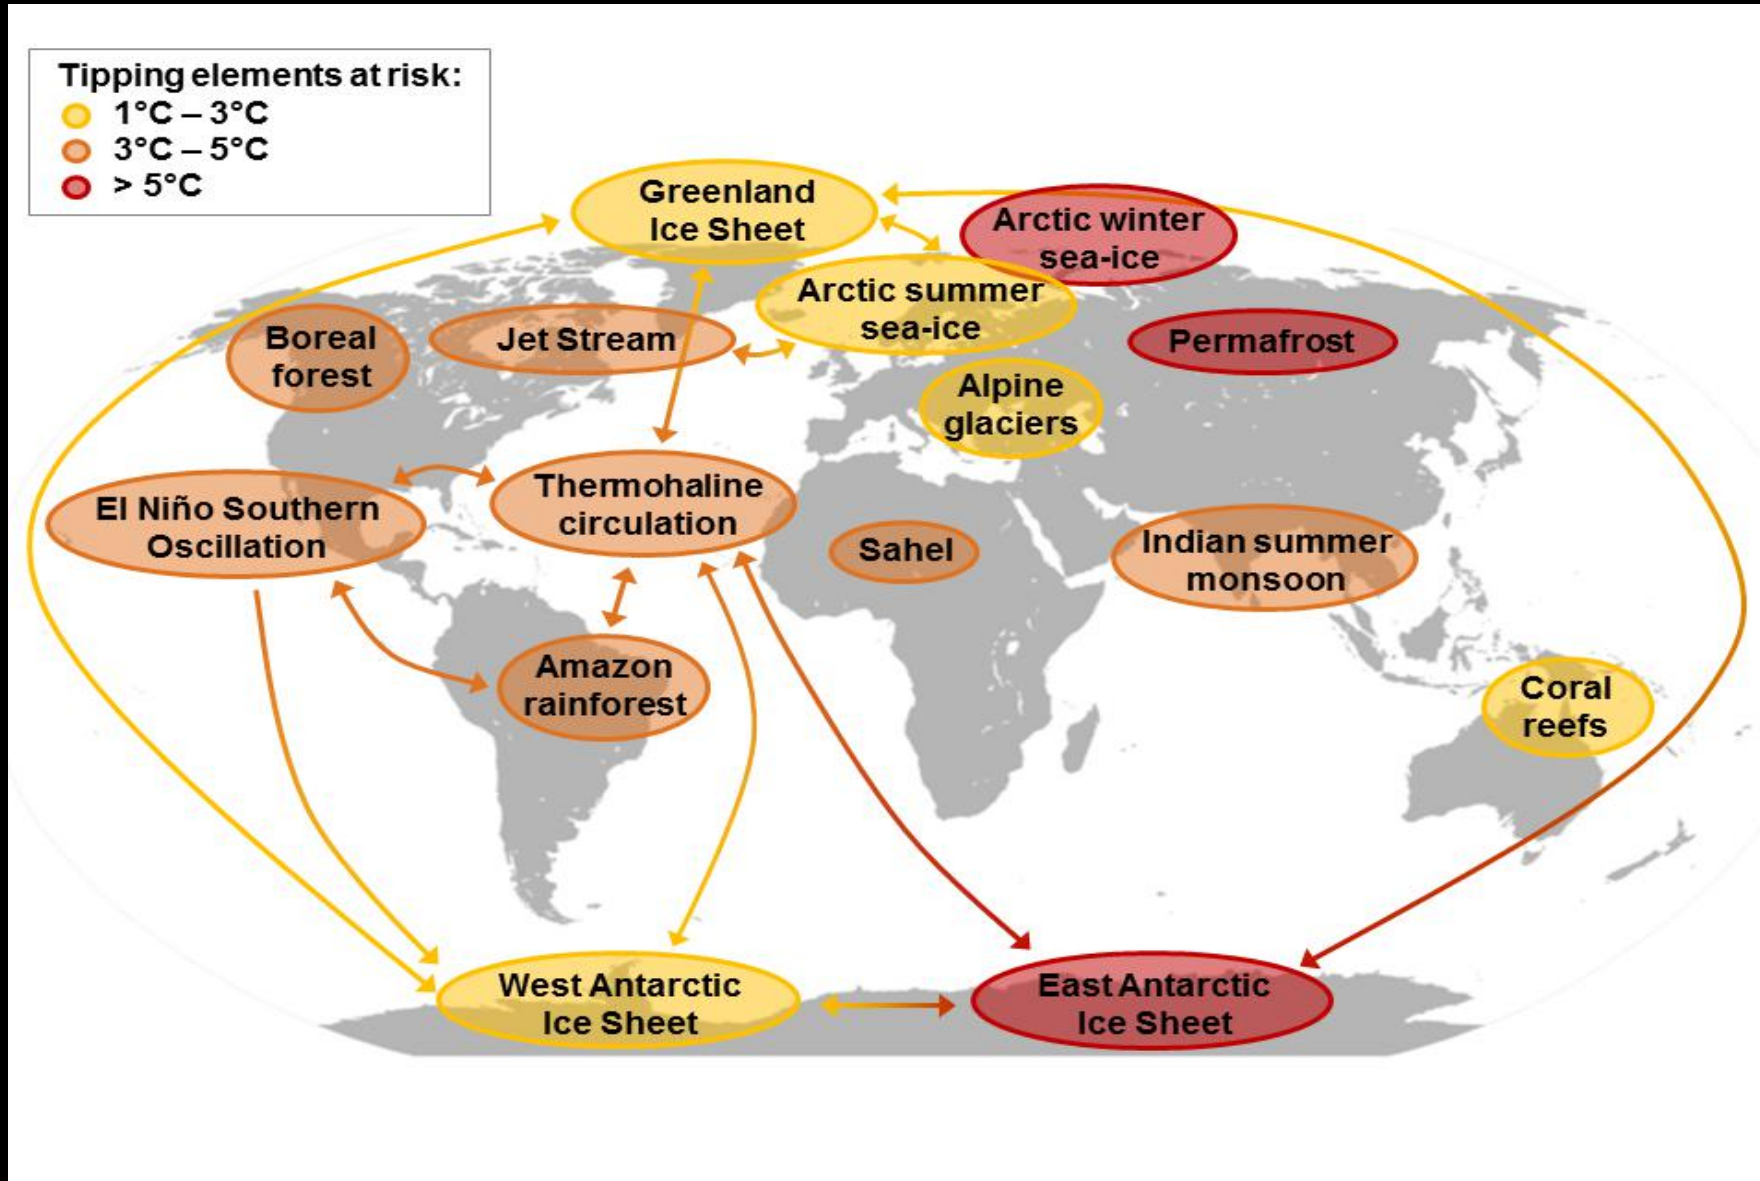 Tipping elements at risk:
1°C – 3°C
3°C – 5°C
> 5°C
Greenland
Ice Sheet
Arctic winter
sea-ice
Arctic summer
sea-ice
Boreal
forest
Jet Stream
Permafrost
Alpine
glaciers
El Niño Southern
Oscillation
Thermohaline
circulation
Sahel
Indian summer
monsoon
Amazon
rainforest
Coral
reefs
West Antarctic
Ice Sheet
East Antarctic
Ice Sheet